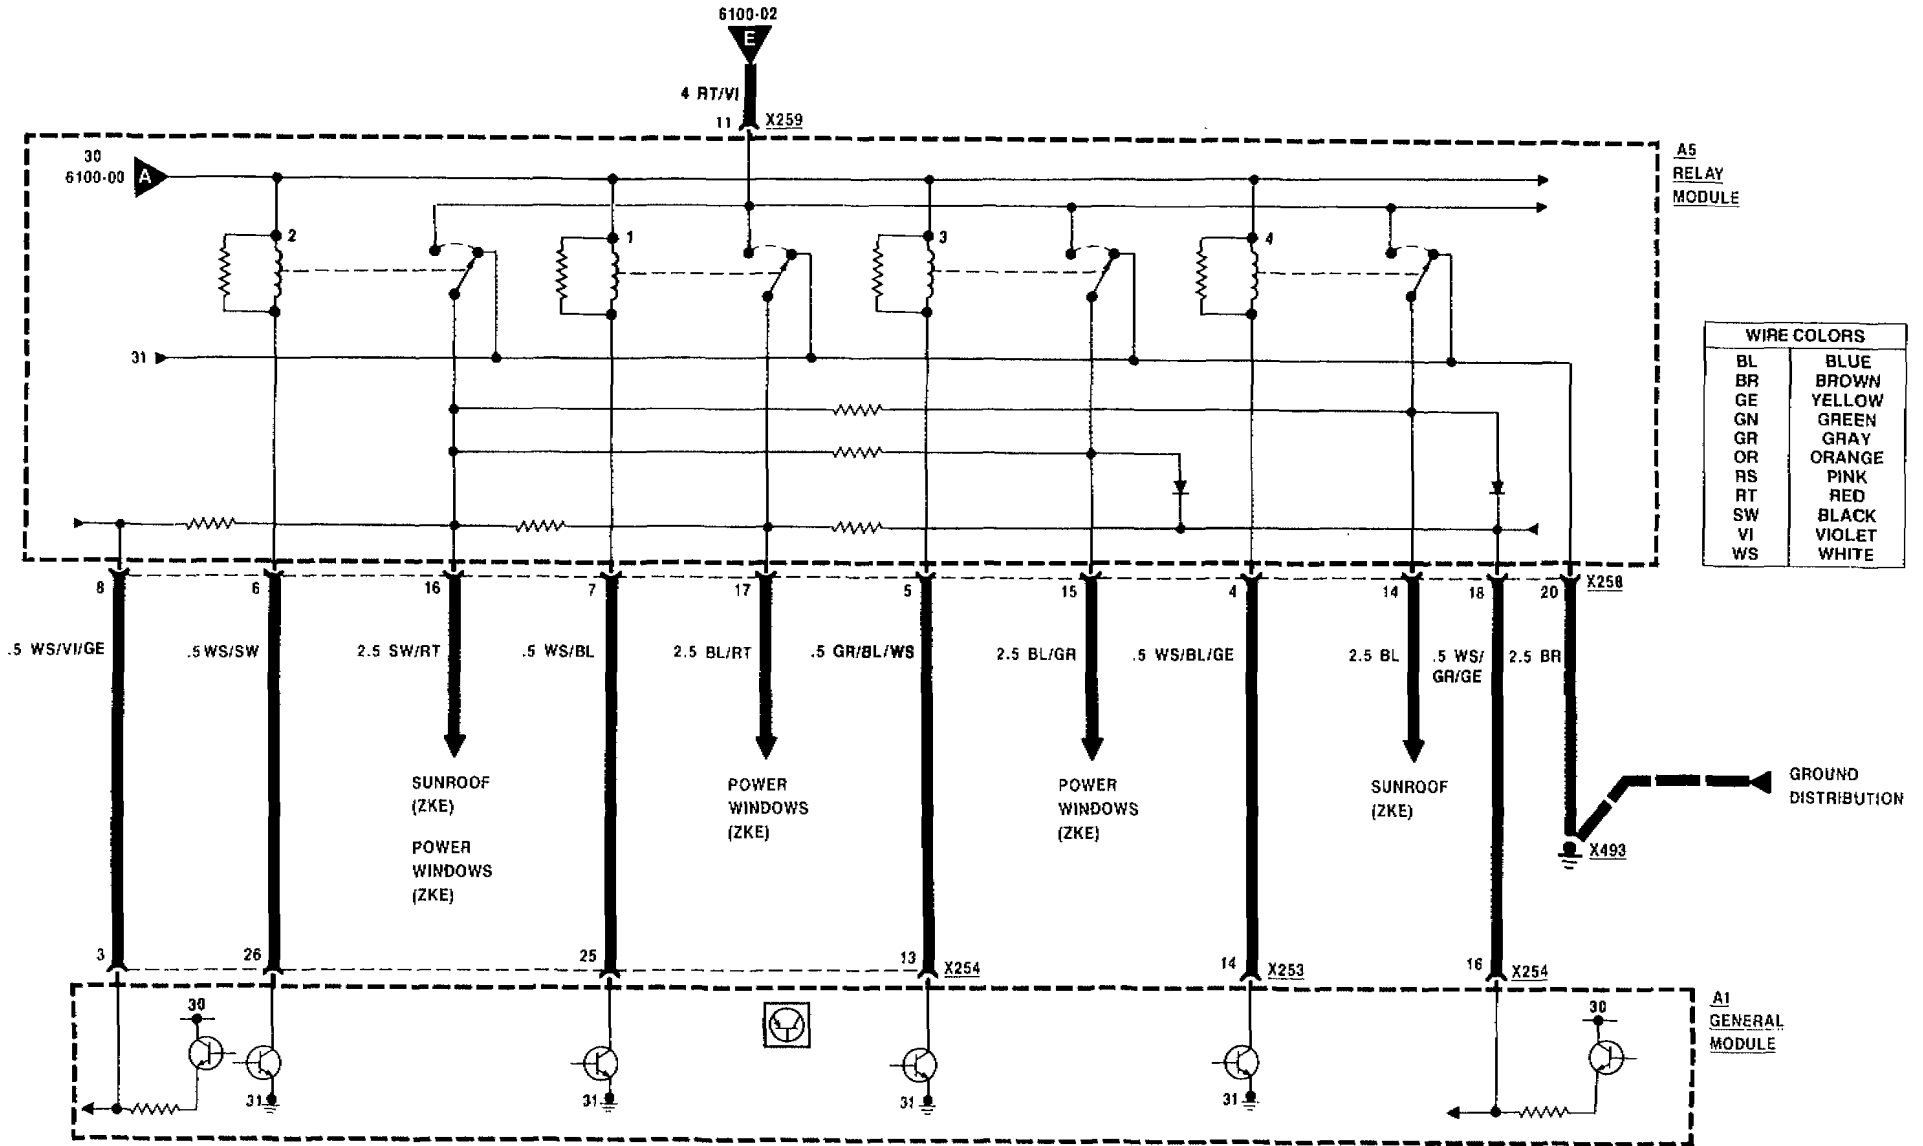 6100-02
E
4 RT/VI
11 X259
30
6100-00 A
A5
RELAY
MODULE
2
1
3
4
31
WIRE COLORS
BL BLUE
BR BROWN
GE YELLOW
GN GREEN
GR GRAY
OR ORANGE
RS PINK
RT RED
SW BLACK
VI VIOLET
WS WHITE
8 6 16 7 17 5 15 4 14 18 20 X258
.5 WS/VI/GE .5 WS/SW 2.5 SW/RT .5 WS/BL 2.5 BL/RT .5 GR/BL/WS 2.5 BL/GR .5 WS/BL/GE 2.5 BL .5 WS/ 2.5 BR
GR/GE
SUNROOF
(ZKE)
POWER
WINDOWS
(ZKE)
POWER
WINDOWS
(ZKE)
POWER
WINDOWS
(ZKE)
SUNROOF
(ZKE)
GROUND
DISTRIBUTION
X493
3 26 25 13 X254 14 X253 16 X254
A1
GENERAL
MODULE
30 30
31 31 31 31